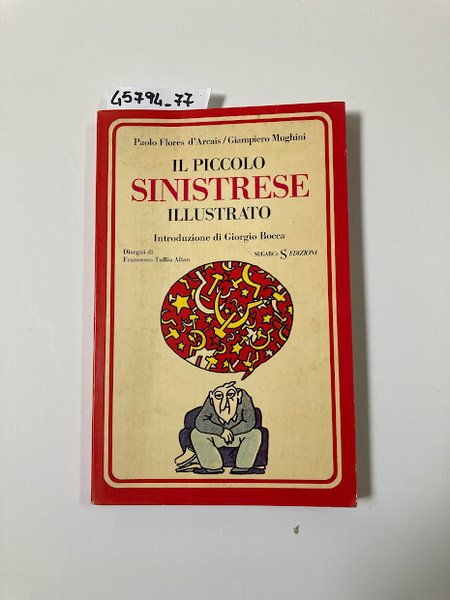 45794_77
Paolo Flores d'Arcais/Giampiero Mughini
IL PICCOLO
SINISTRESE
ILLUSTRATO
Introduzione di Giorgio Bocca
Disegni di
Francesco Tullio Altan
SUGARCo S EDIZIONI